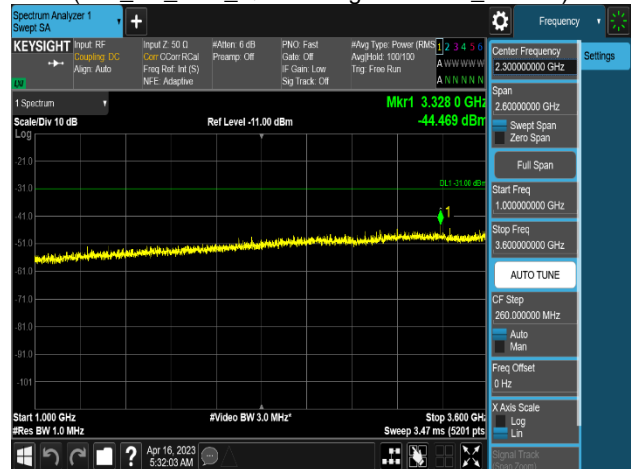 Spectrum Analyzer 1
Swept SA
Frequency
KEYSIGHT
Input: RF
Coupling: DC
Align: Auto
Input Z: 50 Ω
Corr CCorr RCal
Freq Ref: Int (S)
NFE: Adaptive
#Atten: 6 dB
Preamp: Off
PNO: Fast
Gate: Off
IF Gain: Low
Sig Track: Off
#Avg Type: Power (RMS
Avg|Hold: 100/100
Trig: Free Run
1 2 3 4 5 6
A W W W W W
A N N N N N
1 Spectrum
Mkr1 3.328 0 GHz
-44.469 dBm
Scale/Div 10 dB
Ref Level -11.00 dBm
Log
-21.0
-31.0
DL1 -31.00 dBm
-41.0
1
-51.0
-61.0
-71.0
-81.0
-91.0
-101
Start 1.000 GHz
#Video BW 3.0 MHz*
Stop 3.600 GHz
#Res BW 1.0 MHz
Sweep 3.47 ms (5201 pts
Apr 16, 2023
5:32:03 AM
?
Settings
Center Frequency
2.300000000 GHz
Span
2.60000000 GHz
Swept Span
Zero Span
Full Span
Start Freq
1.000000000 GHz
Stop Freq
3.600000000 GHz
AUTO TUNE
CF Step
260.000000 MHz
Auto
Man
Freq Offset
0 Hz
X Axis Scale
Log
Lin
Signal Track
(Span Zoom)